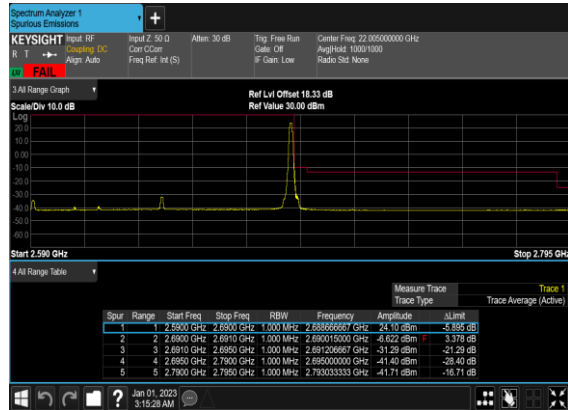 Spectrum Analyzer 1
Spurious Emissions
KEYSIGHT Input: RF Input Z: 50 Ω Atten: 30 dB Trig: Free Run Center Freq: 22.005000000 GHz
R T Coupling: DC Corr CCorr Gate: Off Avg|Hold: 1000/1000
Align: Auto Freq Ref: Int (S) IF Gain: Low Radio Std: None
LV FAIL
3.All Range Graph
Ref Lvl Offset 18.33 dB
Scale/Div 10.0 dB Ref Value 30.00 dBm
Log
20.0
10.0
0.00
-10.0
-20.0
-30.0
-40.0
-50.0
-60.0
Start 2.590 GHz Stop 2.795 GHz
4.All Range Table
Measure Trace Trace 1
Trace Type Trace Average (Active)
Spur Range Start Freq Stop Freq RBW Frequency Amplitude ΔLimit
1 1 2.5900 GHz 2.6900 GHz 1.000 MHz 2.688666667 GHz 24.10 dBm -5.895 dB
2 2 2.6900 GHz 2.6910 GHz 1.000 MHz 2.690015000 GHz -6.622 dBm F 3.378 dB
3 3 2.6910 GHz 2.6950 GHz 1.000 MHz 2.691206667 GHz -31.29 dBm -21.29 dB
4 4 2.6950 GHz 2.7900 GHz 1.000 MHz 2.695000000 GHz -41.40 dBm -28.40 dB
5 5 2.7900 GHz 2.7950 GHz 1.000 MHz 2.793033333 GHz -41.71 dBm -16.71 dB
Jan 01, 2023
3:15:28 AM